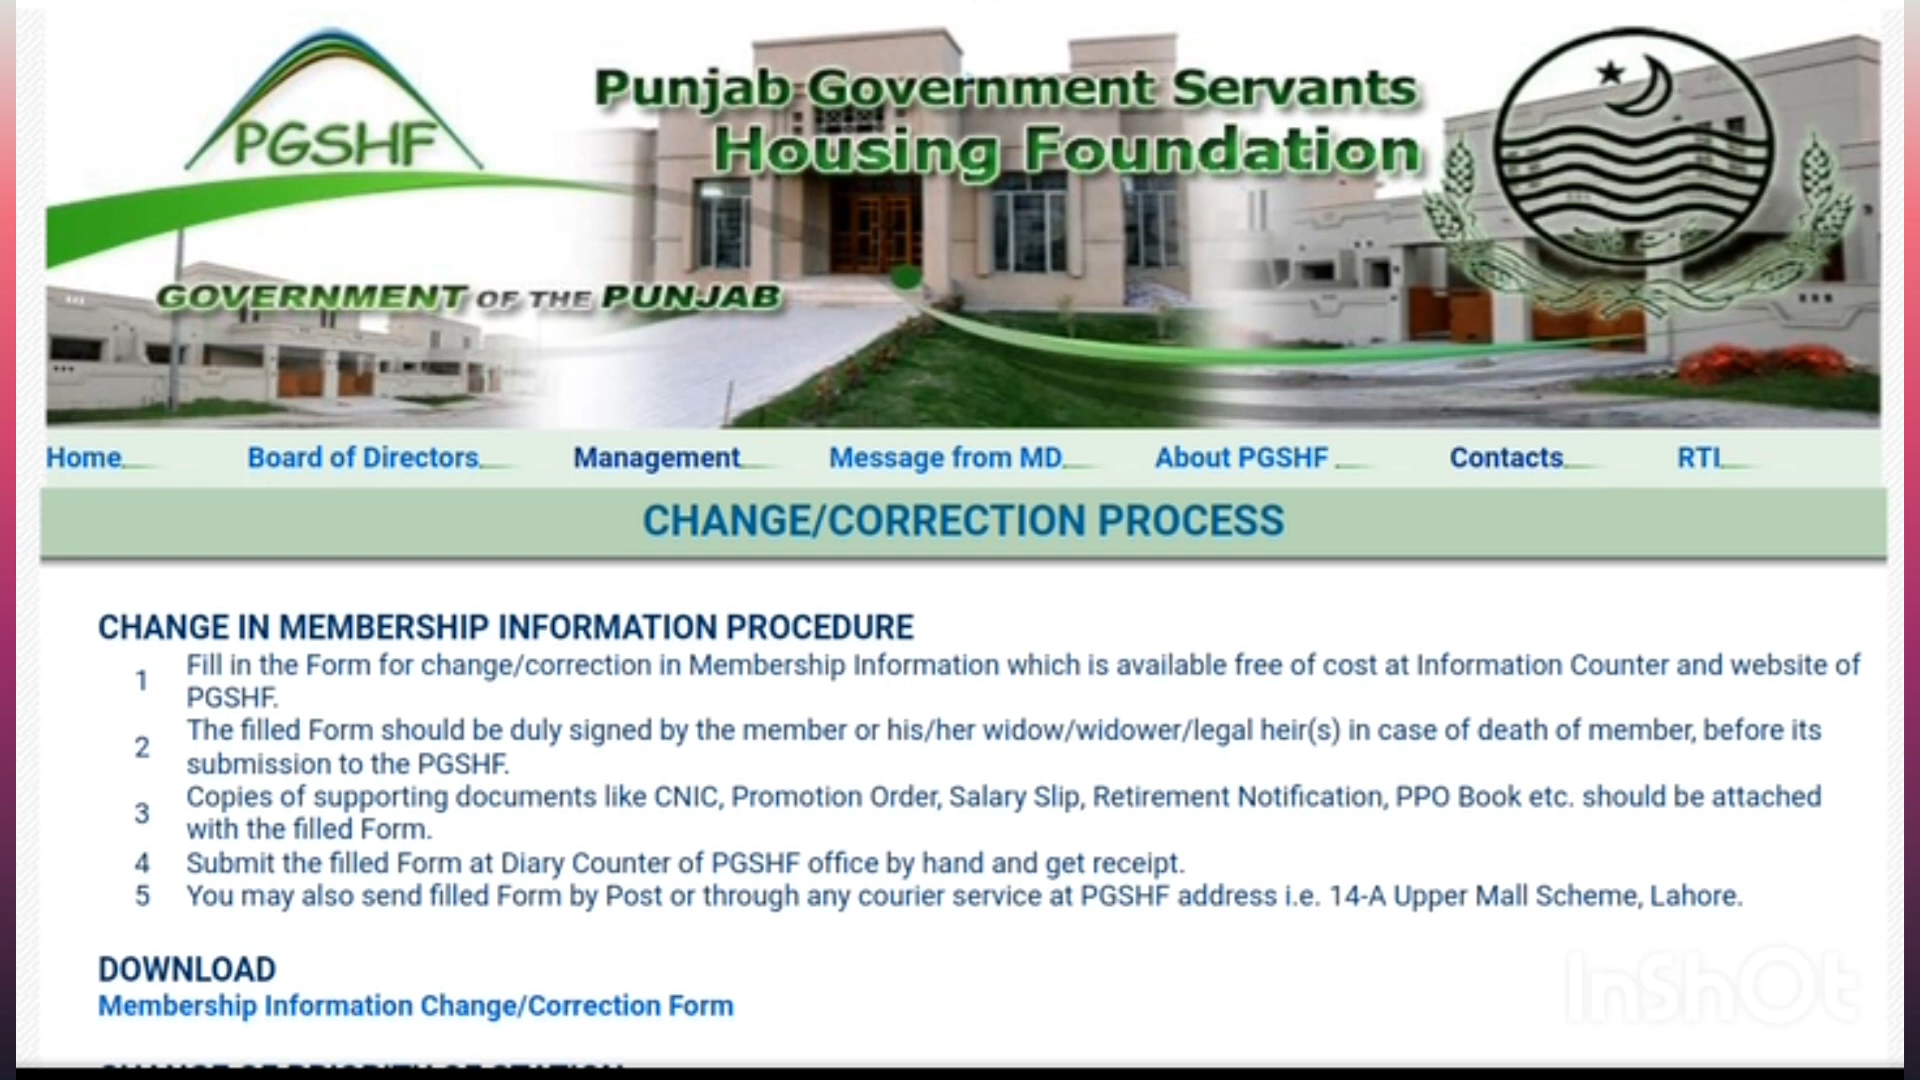 PGSHF
Punjab Government Servants
Housing Foundation
GOVERNMENT OF THE PUNJAB
Home
Board of Directors
Management
Message from MD
About PGSHF
Contacts
RTI
CHANGE/CORRECTION PROCESS
CHANGE IN MEMBERSHIP INFORMATION PROCEDURE
1 Fill in the Form for change/correction in Membership Information which is available free of cost at Information Counter and website of
PGSHF.
2 The filled Form should be duly signed by the member or his/her widow/widower/legal heir(s) in case of death of member, before its
submission to the PGSHF.
3 Copies of supporting documents like CNIC, Promotion Order, Salary Slip, Retirement Notification, PPO Book etc. should be attached
with the filled Form.
4 Submit the filled Form at Diary Counter of PGSHF office by hand and get receipt.
5 You may also send filled Form by Post or through any courier service at PGSHF address i.e. 14-A Upper Mall Scheme, Lahore.
DOWNLOAD
Membership Information Change/Correction Form
CHANGE OF PRIORITY OF STATION
InShOt